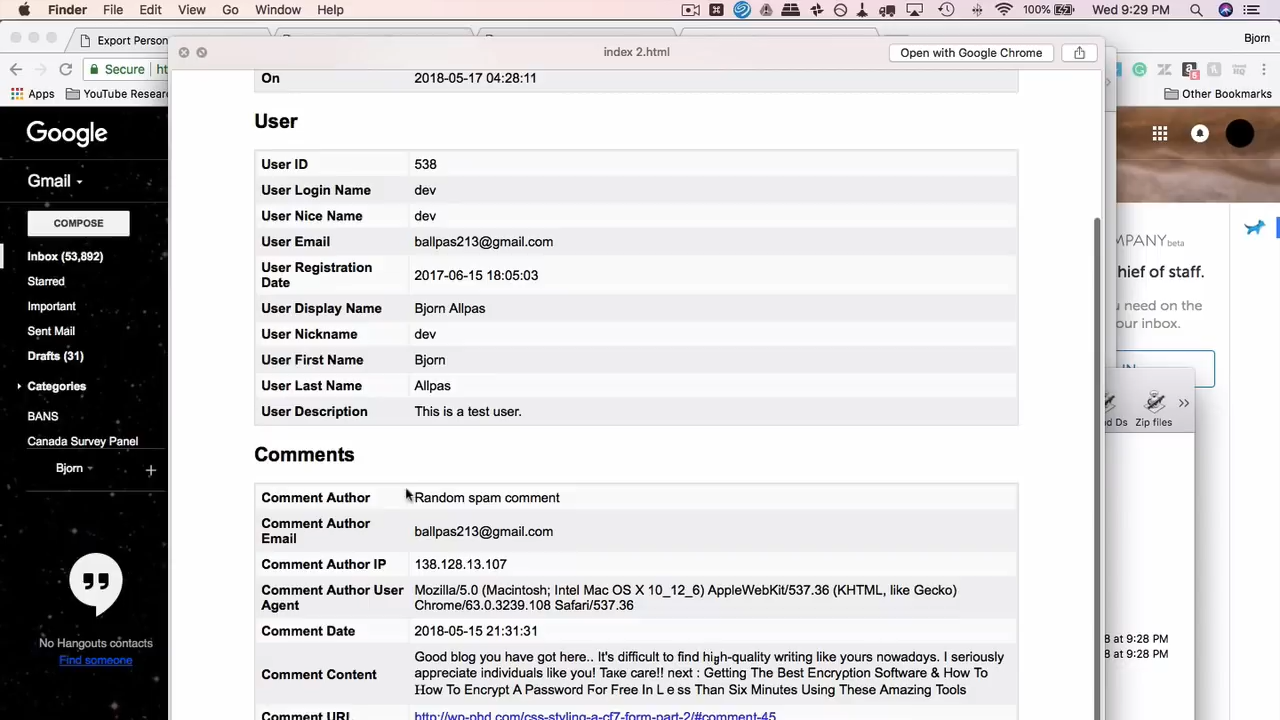 Finder File Edit View Go Window Help 100% Wed 9:29 PM
Export Person
index 2.html
Open with Google Chrome
Bjorn
Secure
Apps YouTube Resear
Other Bookmarks
Google
Gmail
COMPOSE
Inbox (53,892)
Starred
Important
Sent Mail
Drafts (31)
Categories
BANS
Canada Survey Panel
Bjorn
No Hangouts contacts
Find someone
On 2018-05-17 04:28:11
User
User ID 538
User Login Name dev
User Nice Name dev
User Email ballpas213@gmail.com
User Registration
Date 2017-06-15 18:05:03
User Display Name Bjorn Allpas
User Nickname dev
User First Name Bjorn
User Last Name Allpas
User Description This is a test user.
Comments
Comment Author Random spam comment
Comment Author
Email ballpas213@gmail.com
Comment Author IP 138.128.13.107
Comment Author User
Agent
Mozilla/5.0 (Macintosh; Intel Mac OS X 10_12_6) AppleWebKit/537.36 (KHTML, like Gecko)
Chrome/63.0.3239.108 Safari/537.36
Comment Date 2018-05-15 21:31:31
Comment Content
Good blog you have got here.. It's difficult to find high-quality writing like yours nowadays. I seriously
appreciate individuals like you! Take care!! next : Getting The Best Encryption Software & How To
How To Encrypt A Password For Free In L e ss Than Six Minutes Using These Amazing Tools
Comment URL http://wp-phd.com/css-styling-a-cf7-form-part-2/#comment-45
MPANY beta
hief of staff.
u need on the
our inbox.
Zip files
8 at 9:28 PM
8 at 9:28 PM